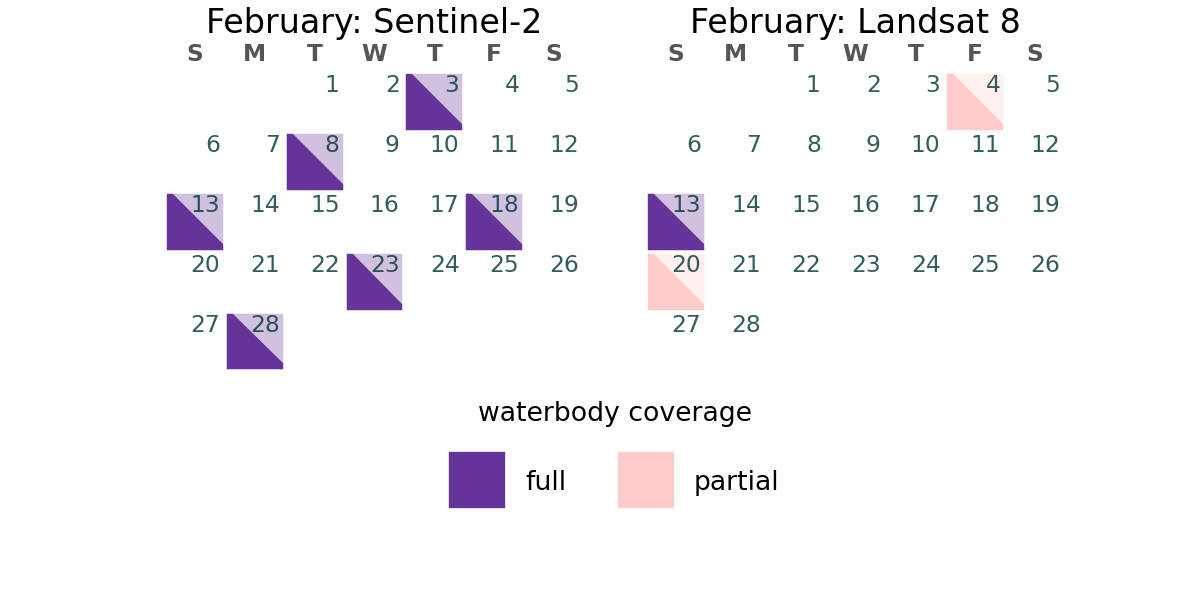 February: Sentinel-2
S M T W T F S
1 2 3 4 5
6 7 8 9 10 11 12
13 14 15 16 17 18 19
20 21 22 23 24 25 26
27 28
February: Landsat 8
S M T W T F S
1 2 3 4 5
6 7 8 9 10 11 12
13 14 15 16 17 18 19
20 21 22 23 24 25 26
27 28
waterbody coverage
full
partial